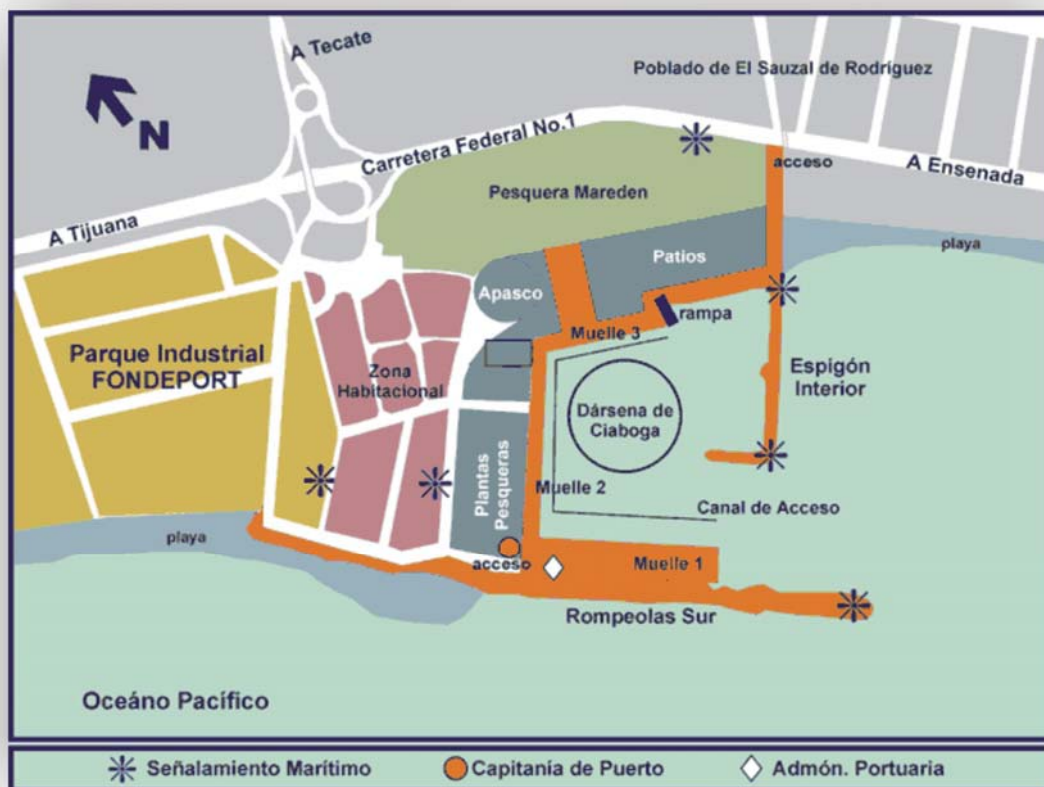 A Tecate
Poblado de El Sauzal de Rodríguez
N
Carretera Federal No.1
acceso
A Ensenada
Pesquera Mareden
A Tijuana
playa
Patios
Apasco
rampa
Muelle 3
Parque Industrial
FONDEPORT
Zona
Habitacional
Espigón
Interior
Dársena de
Ciaboga
Plantas
Pesqueras
Muelle 2
Canal de Acceso
playa
acceso
Muelle 1
Rompeolas Sur
Oceáno Pacífico
Señalamiento Marítimo
Capitanía de Puerto
Admón. Portuaria